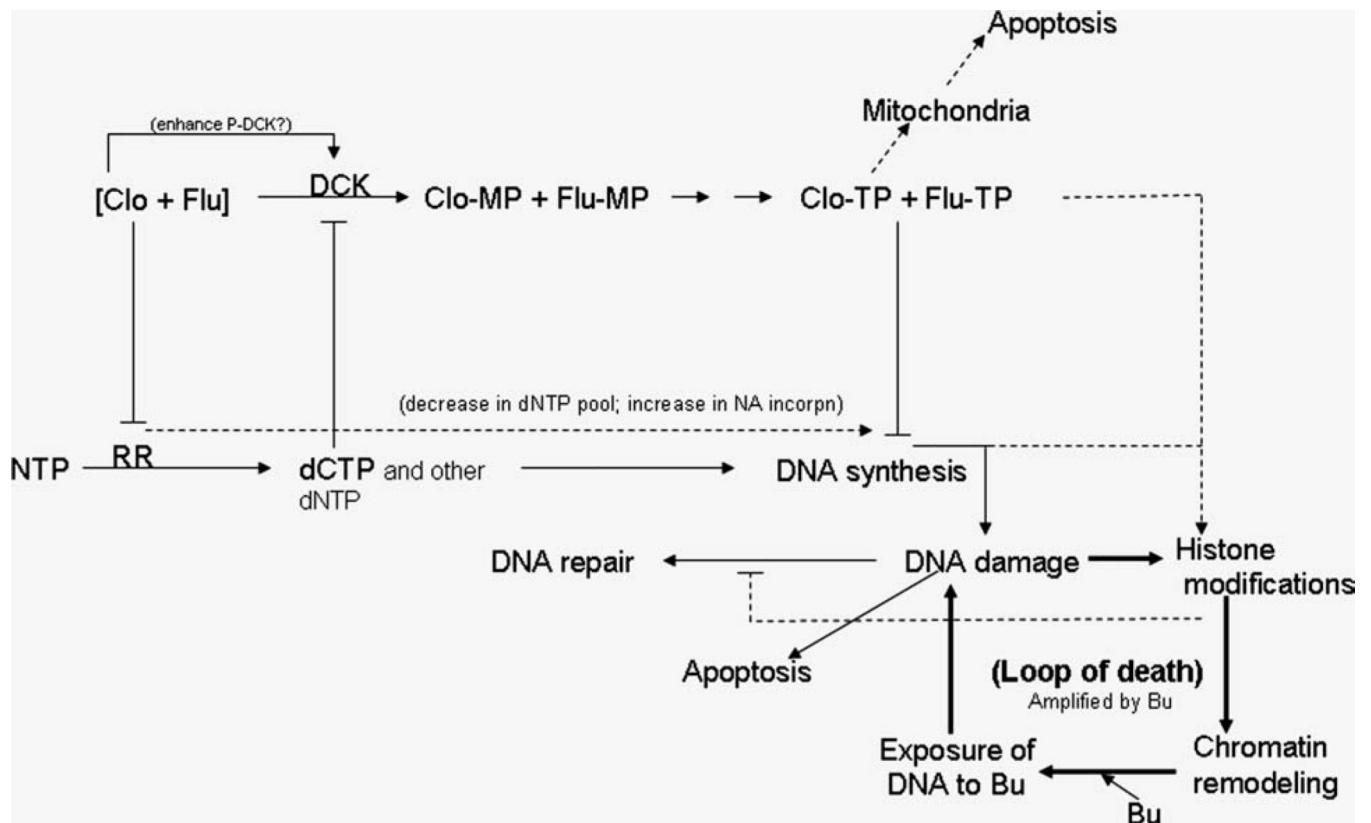 Apoptosis
Mitochondria
(enhance P-DCK?)
[Clo + Flu]
DCK
Clo-MP + Flu-MP
Clo-TP + Flu-TP
(decrease in dNTP pool; increase in NA incorpn)
NTP
RR
dCTP and other
dNTP
DNA synthesis
DNA repair
DNA damage
Histone
modifications
Apoptosis
(Loop of death)
Amplified by Bu
Exposure of
DNA to Bu
Chromatin
remodeling
Bu